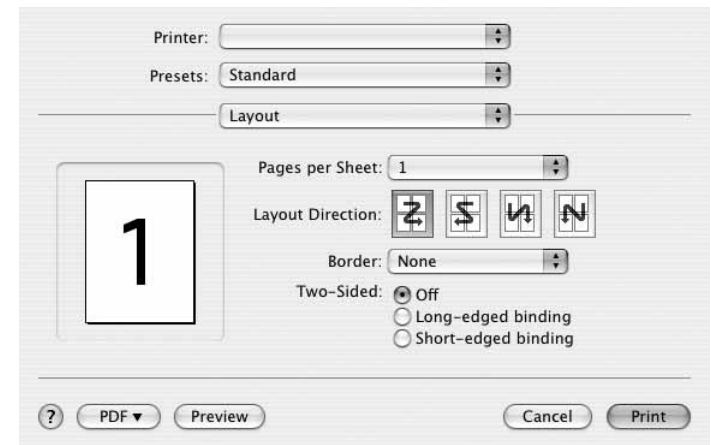 Printer:
Presets: Standard
Layout
Pages per Sheet: 1
Layout Direction:
1
Border: None
Two-Sided: Off
Long-edged binding
Short-edged binding
? PDF▼ Preview Cancel Print